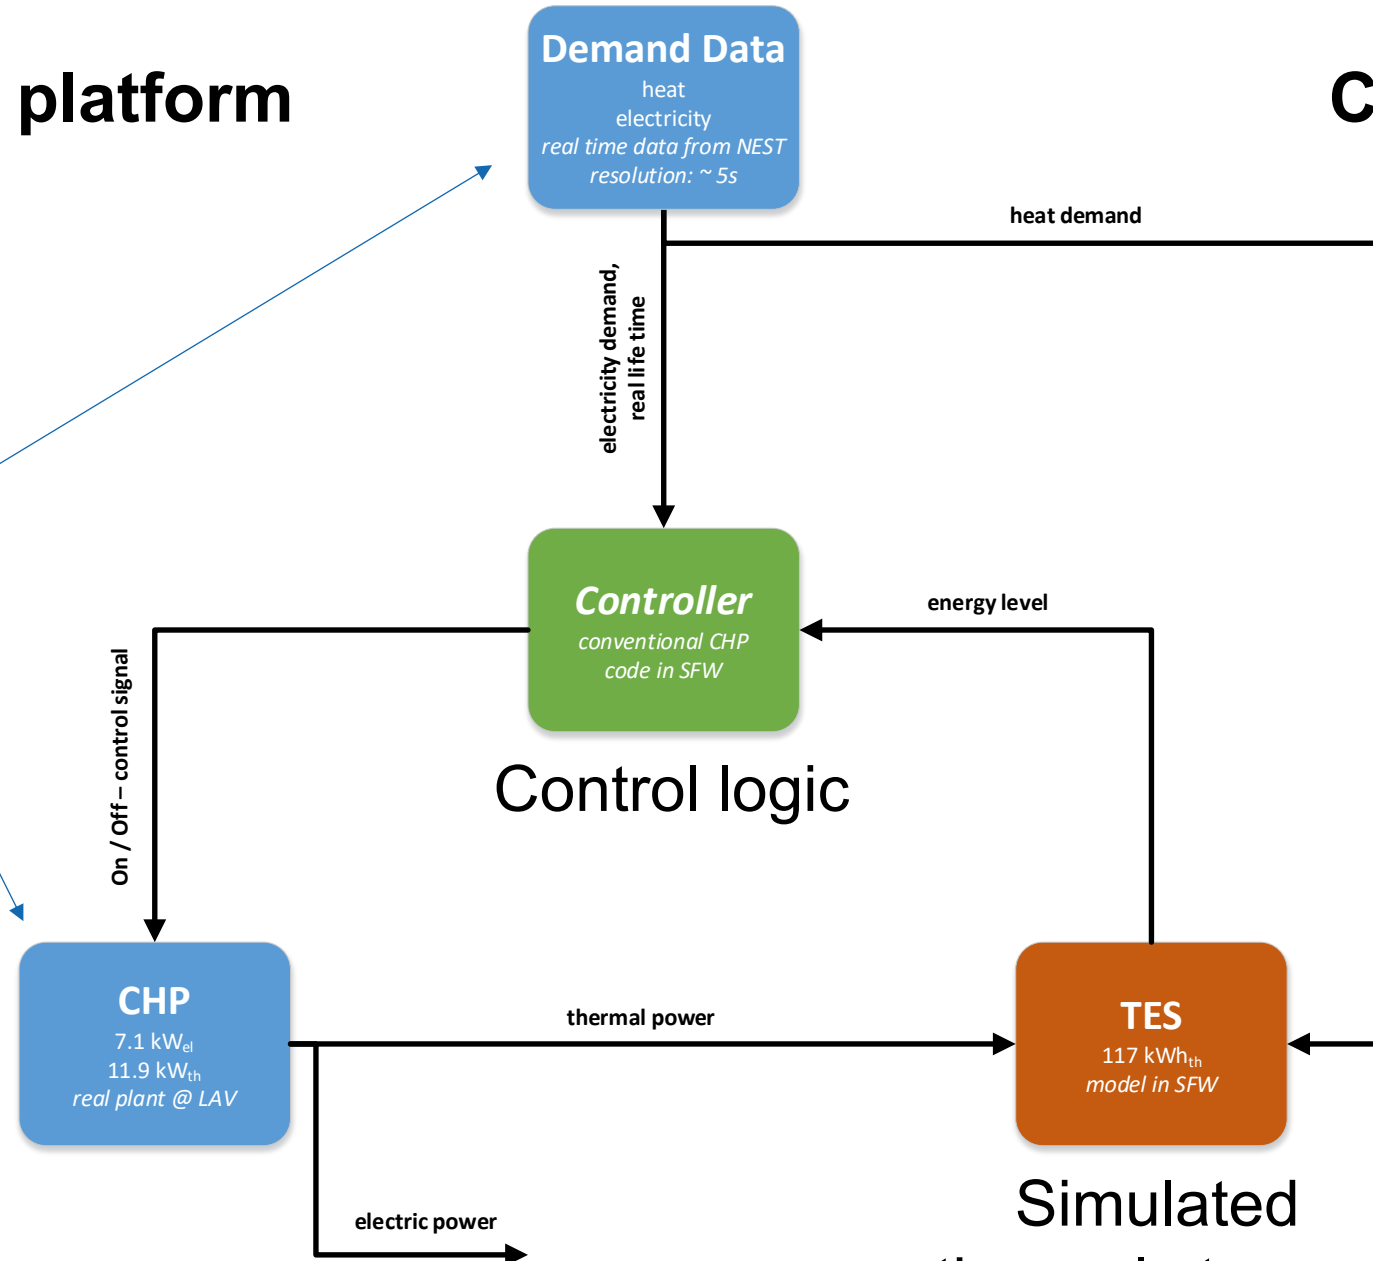 platform
Demand Data
heat
electricity
real time data from NEST
resolution: ~ 5s
C
heat demand
electricity demand,
real life time
Controller
conventional CHP
code in SFW
energy level
On / Off – control signal
Control logic
CHP
7.1 kWel
11.9 kWth
real plant @ LAV
thermal power
TES
117 kWhth
model in SFW
electric power
Simulated